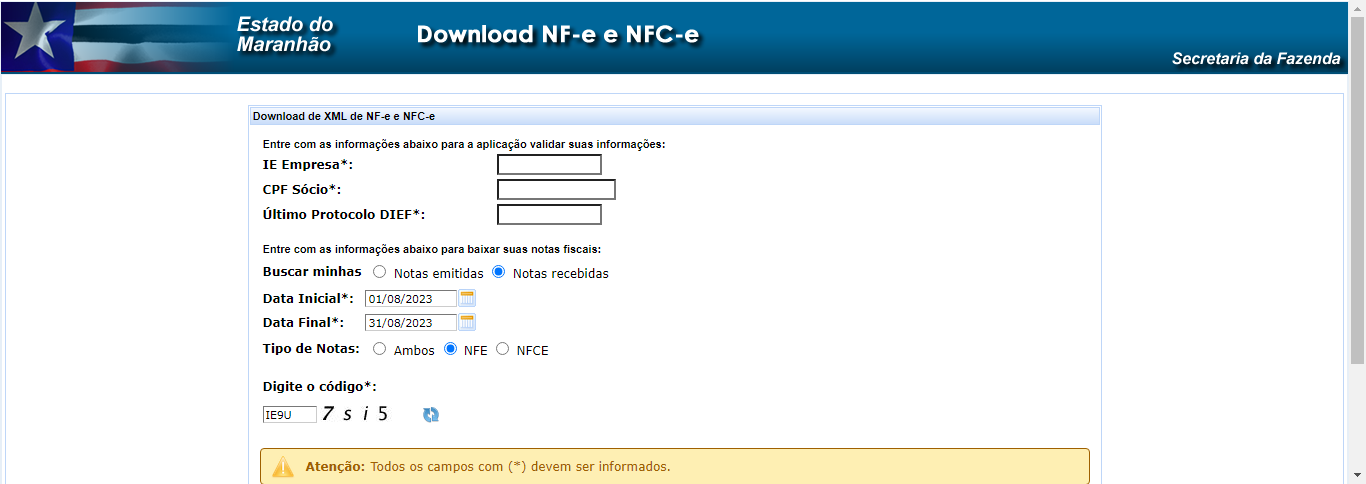 Estado do
Maranhão
Download NF-e e NFC-e
Secretaria da Fazenda
Download de XML de NF-e e NFC-e
Entre com as informações abaixo para a aplicação validar suas informações:
IE Empresa*:
CPF Sócio*:
Último Protocolo DIEF*:
Entre com as informações abaixo para baixar suas notas fiscais:
Buscar minhas Notas emitidas Notas recebidas
Data Inicial*: 01/08/2023
Data Final*: 31/08/2023
Tipo de Notas: Ambos NFE NFCE
Digite o código*:
IE9U 7 s i 5
Atenção: Todos os campos com (*) devem ser informados.